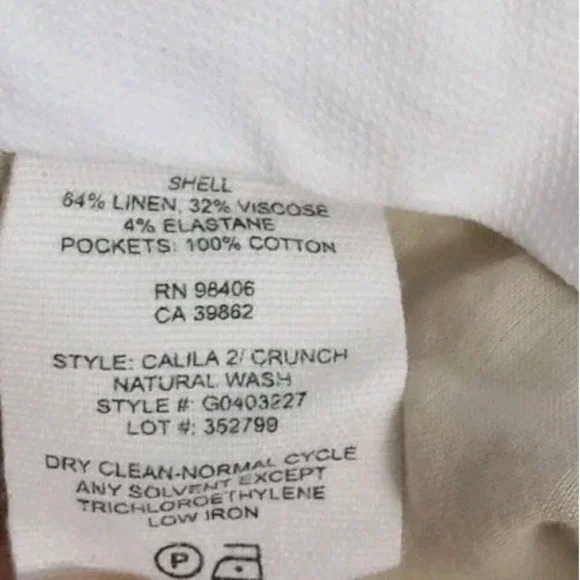 SHELL
64% LINEN, 32% VISCOSE
4% ELASTANE
POCKETS: 100% COTTON
RN 98406
CA 39862
STYLE: CALILA 2/ CRUNCH
NATURAL WASH
STYLE #: G0403227
LOT #: 352799
DRY CLEAN-NORMAL CYCLE
ANY SOLVENT EXCEPT
TRICHLOROETHYLENE
LOW IRON
P